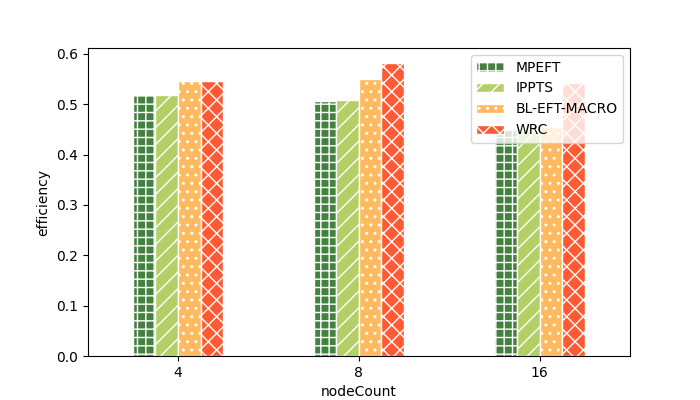 0.6
0.5
0.4
0.3
0.2
0.1
0.0
efficiency
4
8
16
nodeCount
MPEFT
IPPTS
BL-EFT-MACRO
WRC